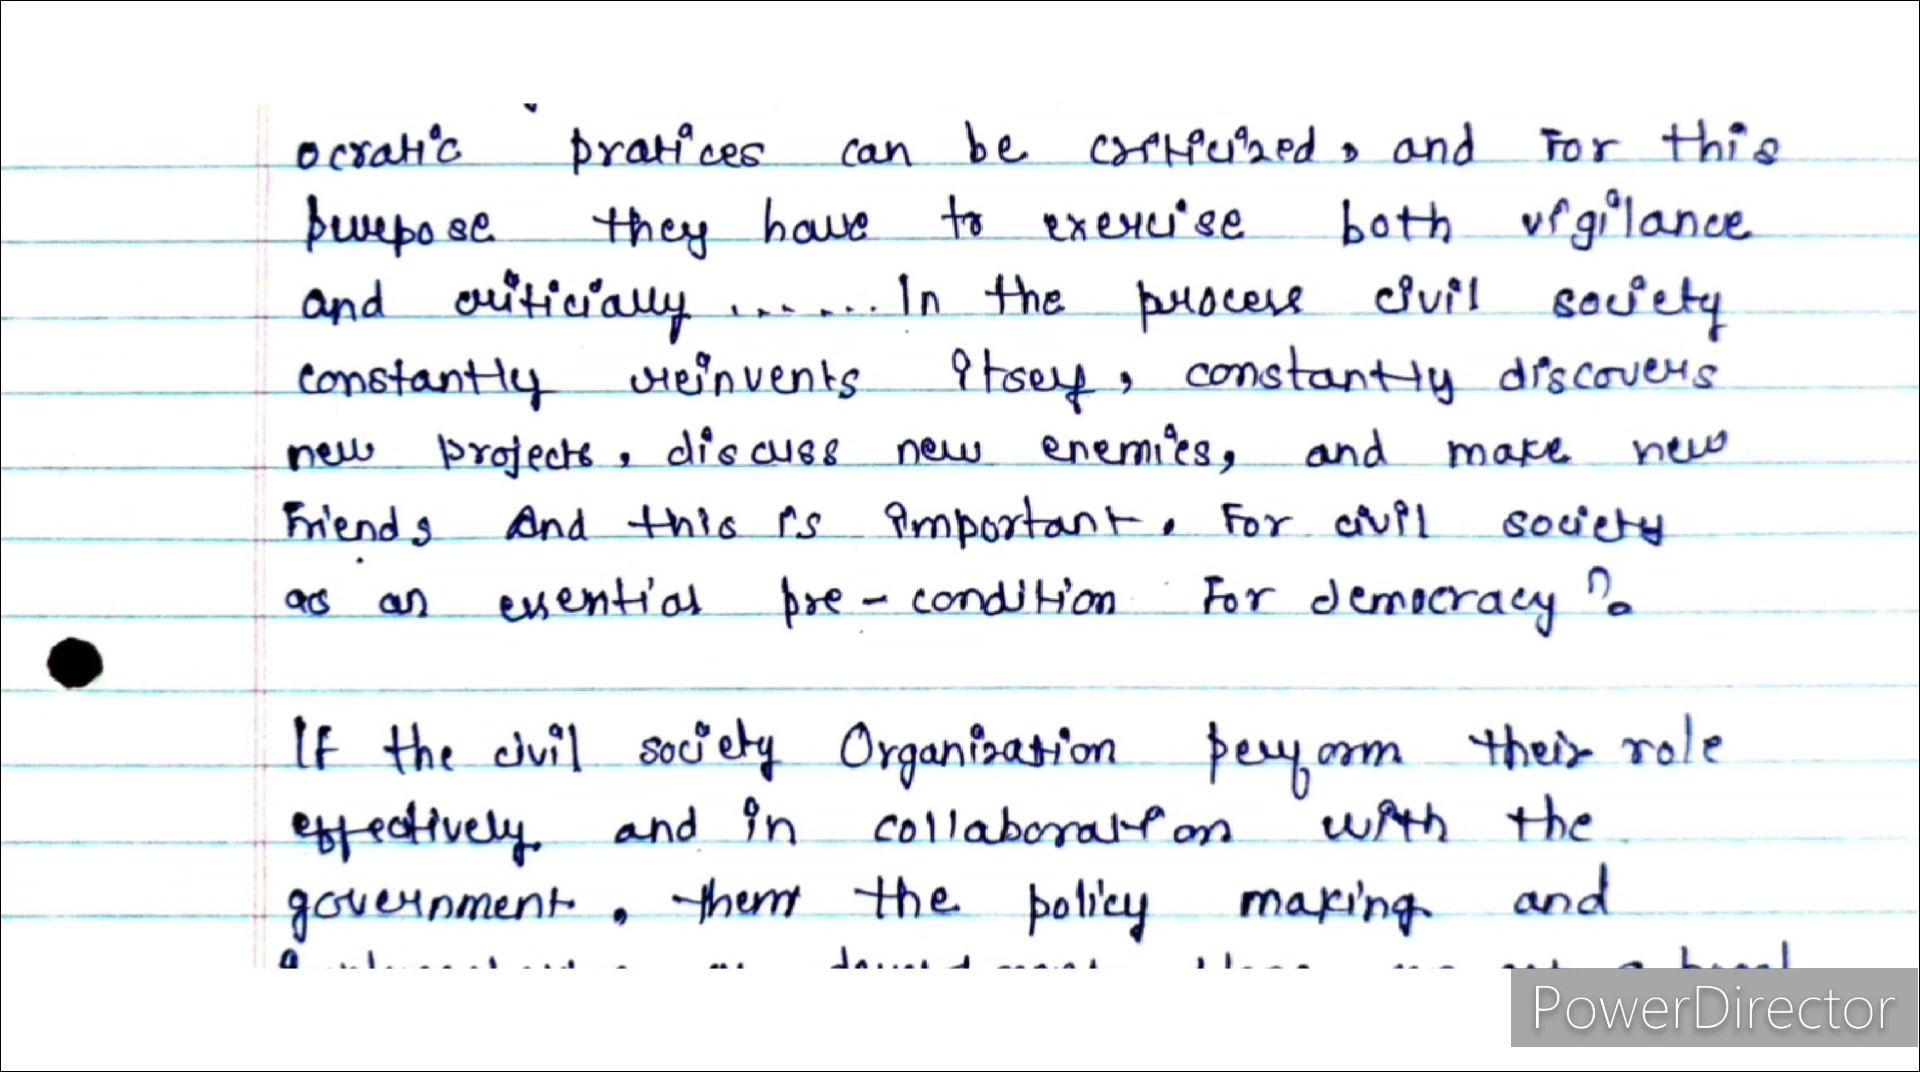 ocratic pratices can be criticized, and For this
purpose they have to exercise both vigilance
and criticially ....... In the process civil society
constantly reinvents itself, constantly discovers
new projects, discuss new enemies, and make new
Friends And this is important. For civil society
as an essential pre-condition For democracy".
If the civil society Organization perform their role
effectively and in collaboration with the
government, them the policy making and
PowerDirector